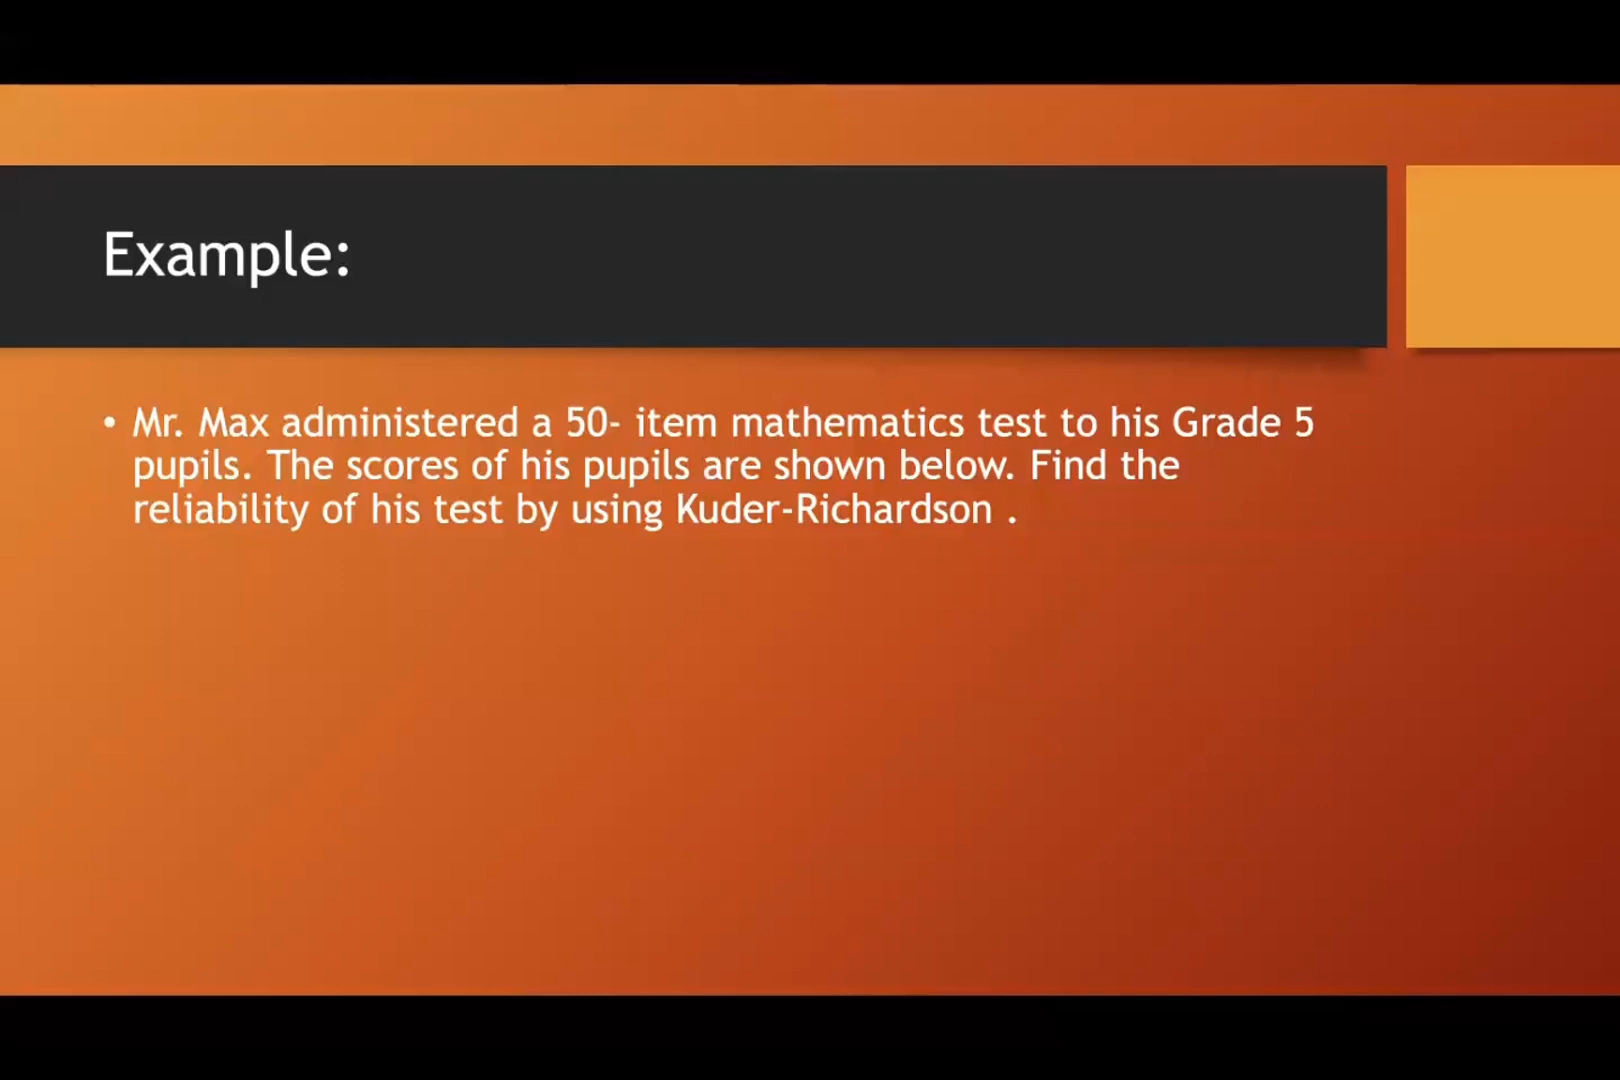 Example:
• Mr. Max administered a 50- item mathematics test to his Grade 5
pupils. The scores of his pupils are shown below. Find the
reliability of his test by using Kuder-Richardson .